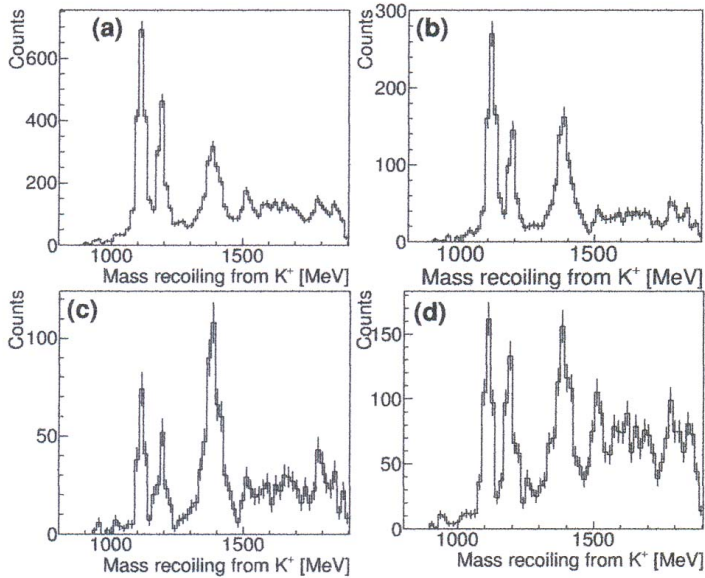 (a)
Counts
600
400
200
0
1000
1500
Mass recoiling from K⁺ [MeV]
(b)
Counts
300
200
100
0
1000
1500
Mass recoiling from K⁺ [MeV]
(c)
Counts
100
50
0
1000
1500
Mass recoiling from K⁺ [MeV]
(d)
Counts
150
100
50
0
1000
1500
Mass recoiling from K⁺ [MeV]